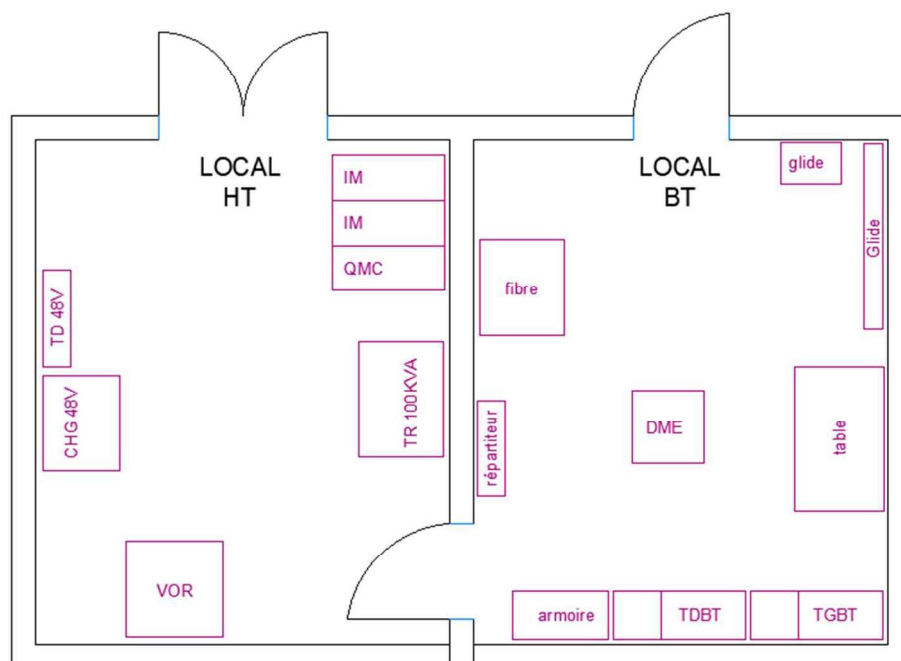 LOCAL
HT
IM
IM
QMC
TD 48V
CHG 48V
TR 100KVA
VOR
LOCAL
BT
glide
Glide
fibre
répartiteur
DME
table
armoire
TDBT
TGBT